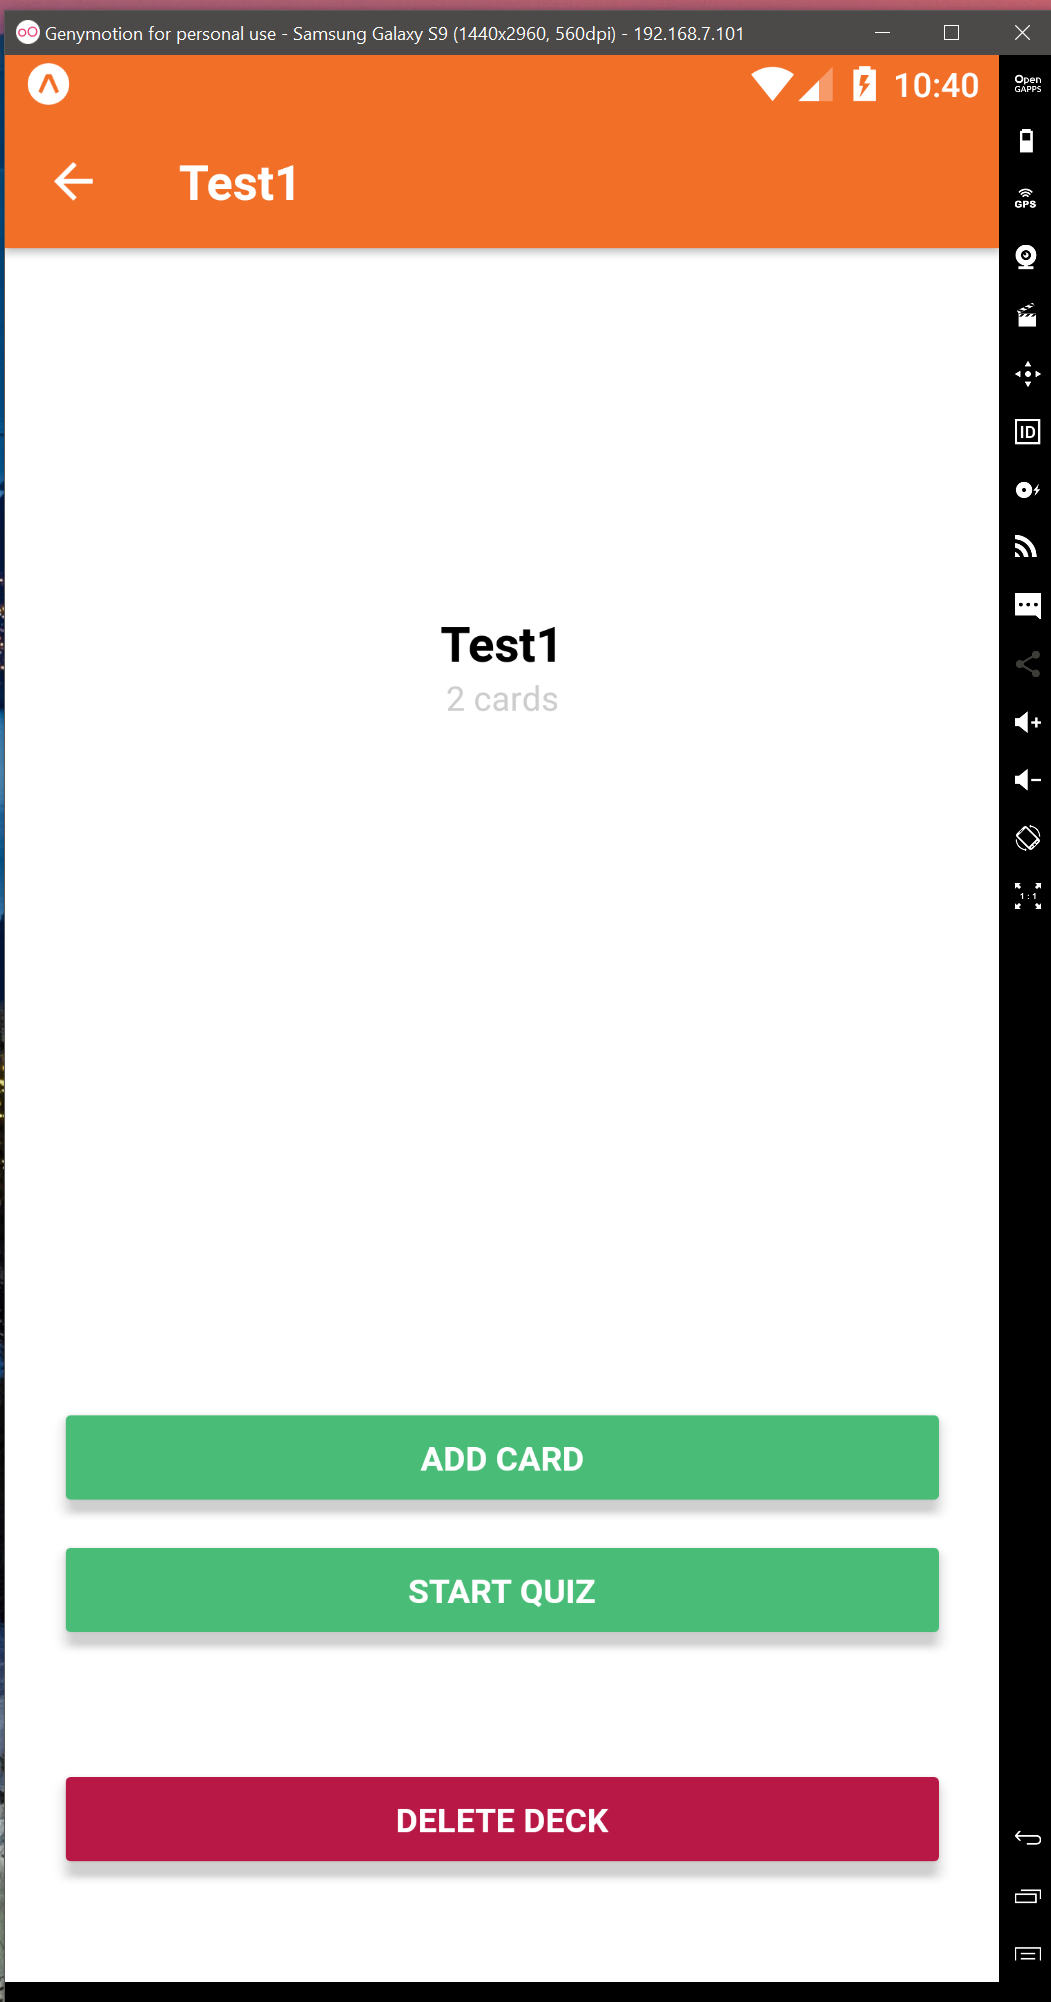 Genymotion for personal use - Samsung Galaxy S9 (1440x2960, 560dpi) - 192.168.7.101
10:40
Open
GAPPS
Test1
GPS
ID
Test1
2 cards
1:1
ADD CARD
START QUIZ
DELETE DECK